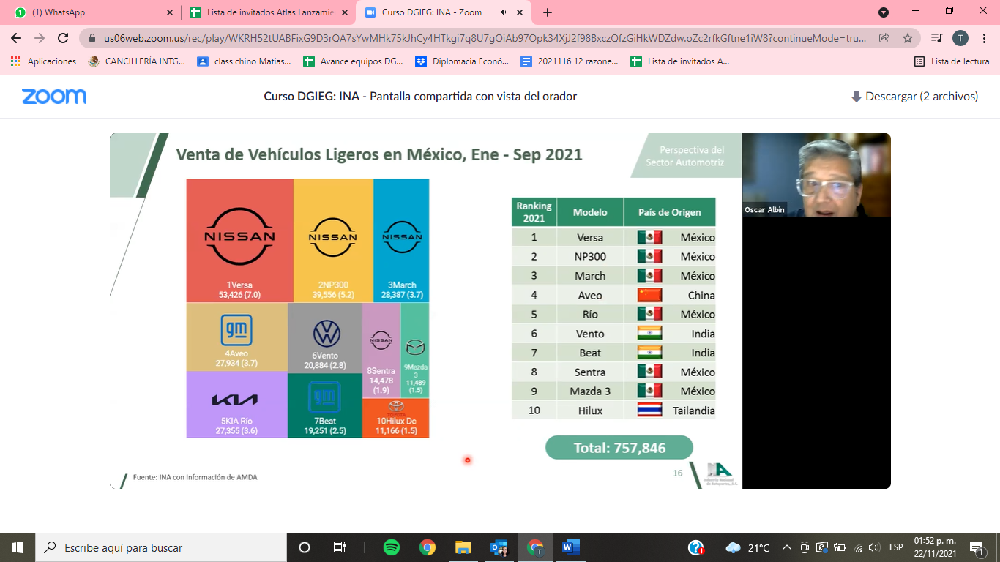 (1) WhatsApp
Lista de invitados Atlas Lanzamie
Curso DGIEG: INA - Zoom
us06web.zoom.us/rec/play/WKRH52tUABFixG9D3rQA7sYwMHk75kJhCy4HTkgi7q8U7gOiAb97Opk34XjJ2f98BxczQfzGiHkWDZdw.oZc2rfkGftne1iW8?continueMode=tru...
T
Aplicaciones
CANCILLERÍA INTG...
class chino Matias...
Avance equipos DG...
Diplomacia Econó...
2021116 12 razone...
Lista de invitados A...
Lista de lectura
zoom
Curso DGIEG: INA - Pantalla compartida con vista del orador
Descargar (2 archivos)
Venta de Vehículos Ligeros en México, Ene - Sep 2021
Perspectiva del
Sector Automotriz
Oscar Albin
NISSAN
1Versa
53,426 (7.0)
NISSAN
2NP300
39,556 (5.2)
NISSAN
3March
28,387 (3.7)
gm
4Aveo
27,934 (3.7)
6Vento
20,884 (2.8)
NISSAN
8Sentra
14,478
(1.9)
9Mazda
3
11,489
(1.5)
KIA
5KIA Río
27,355 (3.6)
gm
7Beat
19,251 (2.5)
TOYOTA
10Hilux Dc
11,166 (1.5)
Ranking 2021 Modelo País de Origen
1 Versa México
2 NP300 México
3 March México
4 Aveo China
5 Río México
6 Vento India
7 Beat India
8 Sentra México
9 Mazda 3 México
10 Hilux Tailandia
Total: 757,846
Fuente: INA con información de AMDA
16
Industria Nacional
de Autopartes, A.C.
Escribe aquí para buscar
21°C
ESP
01:52 p. m.
22/11/2021
1